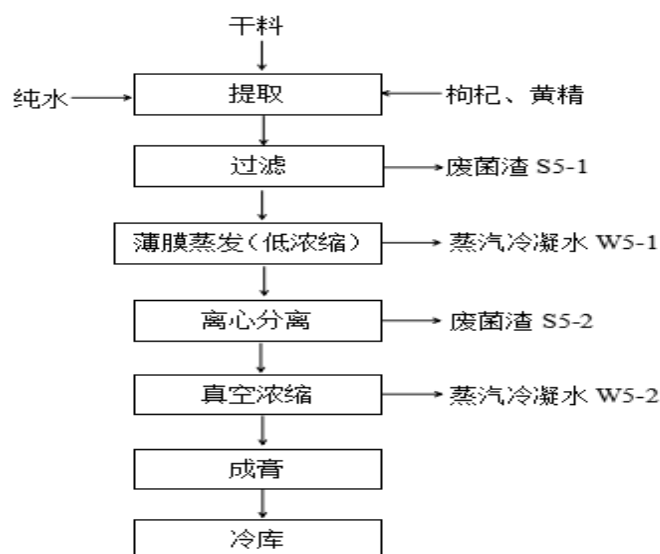 干料
纯水
提取
枸杞、黄精
过滤
废菌渣 S5-1
薄膜蒸发（低浓缩）
蒸汽冷凝水 W5-1
离心分离
废菌渣 S5-2
真空浓缩
蒸汽冷凝水 W5-2
成膏
冷库